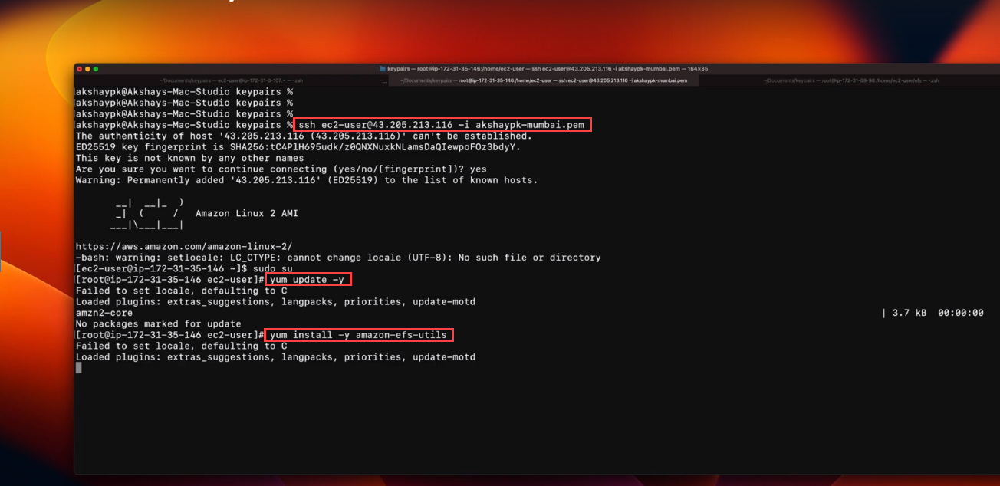 keypairs — root@ip-172-31-35-146:/home/ec2-user — ssh ec2-user@43.205.213.116 -i akshaypk-mumbai.pem — 164×35
~/Documents/keypairs — ec2-user@ip-172-31-3-107:~ — -zsh ... ~/Documents/keypairs — root@ip-172-31-35-146:/home/ec2-user — ssh ec2-user@43.205.213.116 -i akshaypk-mumbai.pem ~/Documents/keypairs — root@ip-172-31-89-98:/home/ec2-user/efs — -zsh
[akshaypk@Akshays-Mac-Studio keypairs %
[akshaypk@Akshays-Mac-Studio keypairs %
[akshaypk@Akshays-Mac-Studio keypairs %
[akshaypk@Akshays-Mac-Studio keypairs % ssh ec2-user@43.205.213.116 -i akshaypk-mumbai.pem
The authenticity of host '43.205.213.116 (43.205.213.116)' can't be established.
ED25519 key fingerprint is SHA256:tC4PlH695udk/z0QNXNuxkNLamsDaQIewpoFOz3bdyY.
This key is not known by any other names
Are you sure you want to continue connecting (yes/no/[fingerprint])? yes
Warning: Permanently added '43.205.213.116' (ED25519) to the list of known hosts.
__| __|_ )
_| ( / Amazon Linux 2 AMI
___|\___|___|
https://aws.amazon.com/amazon-linux-2/
-bash: warning: setlocale: LC_CTYPE: cannot change locale (UTF-8): No such file or directory
[[ec2-user@ip-172-31-35-146 ~]$ sudo su
[[root@ip-172-31-35-146 ec2-user]# yum update -y
Failed to set locale, defaulting to C
Loaded plugins: extras_suggestions, langpacks, priorities, update-motd
amzn2-core | 3.7 kB 00:00:00
No packages marked for update
[[root@ip-172-31-35-146 ec2-user]# yum install -y amazon-efs-utils
Failed to set locale, defaulting to C
Loaded plugins: extras_suggestions, langpacks, priorities, update-motd